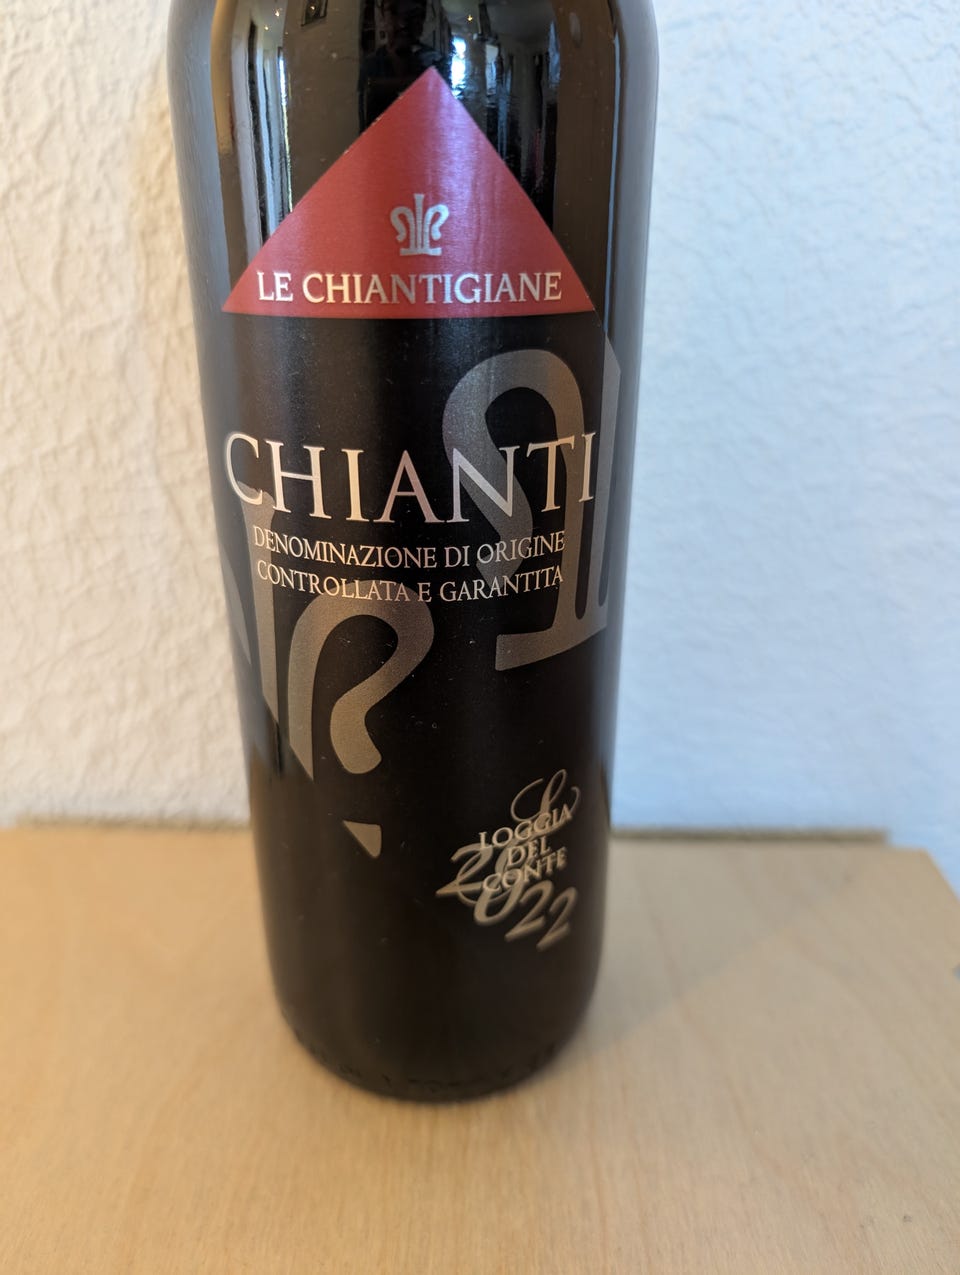 LE CHIANTIGIANE
CHIANTI
DENOMINAZIONE DI ORIGINE
CONTROLLATA E GARANTITA
L
LOGGIA
DEL
CONTE
2022